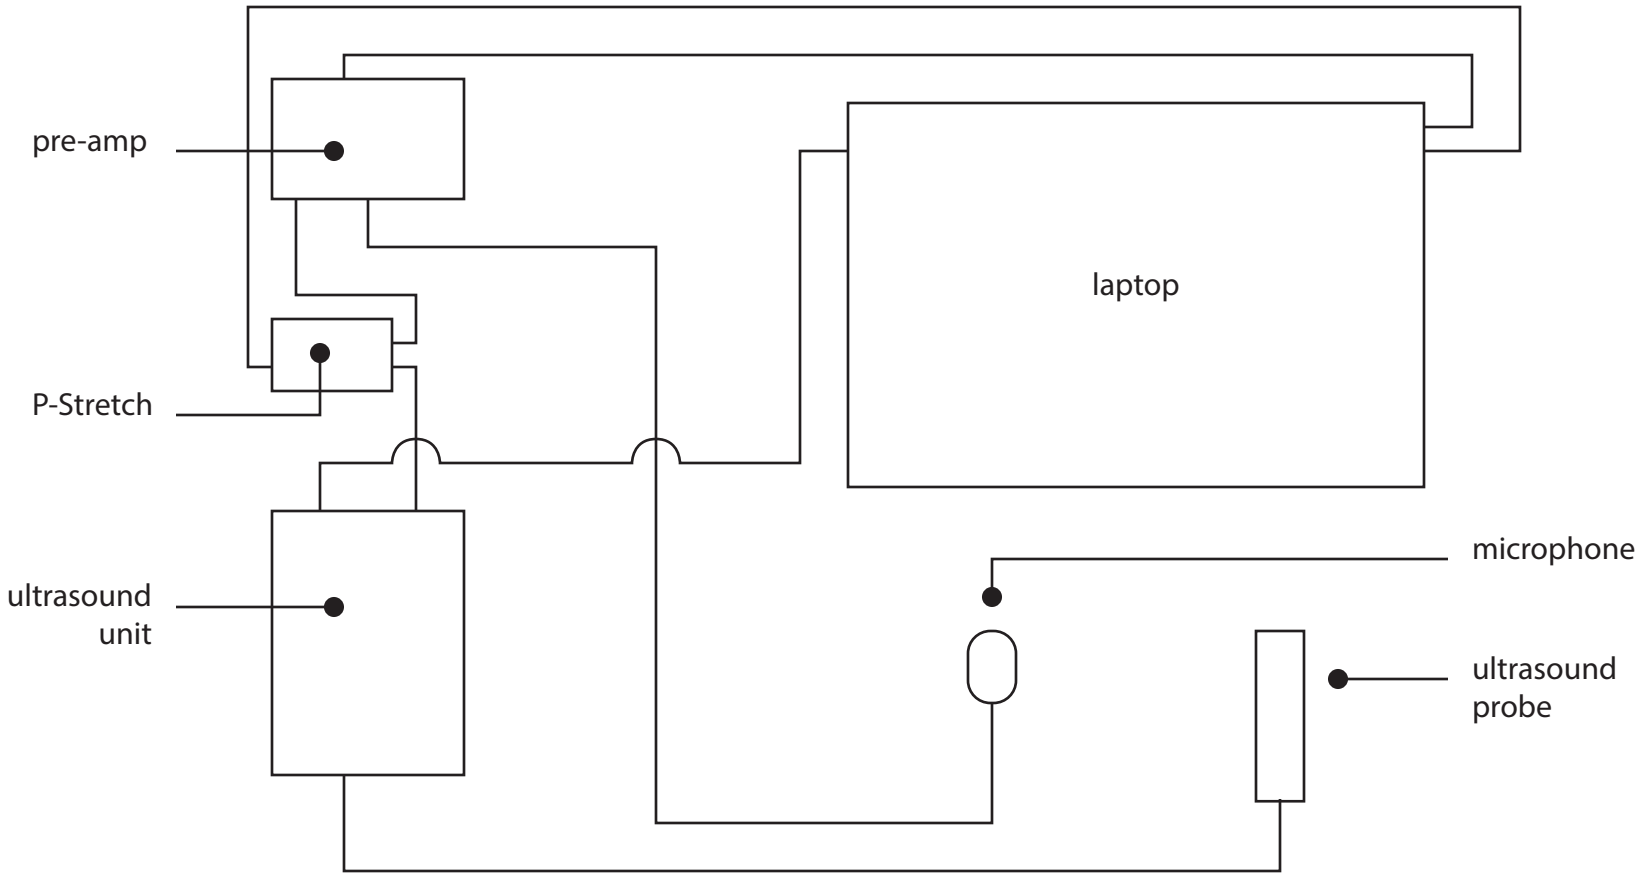 pre-amp
laptop
P-Stretch
microphone
ultrasound
unit
ultrasound
probe